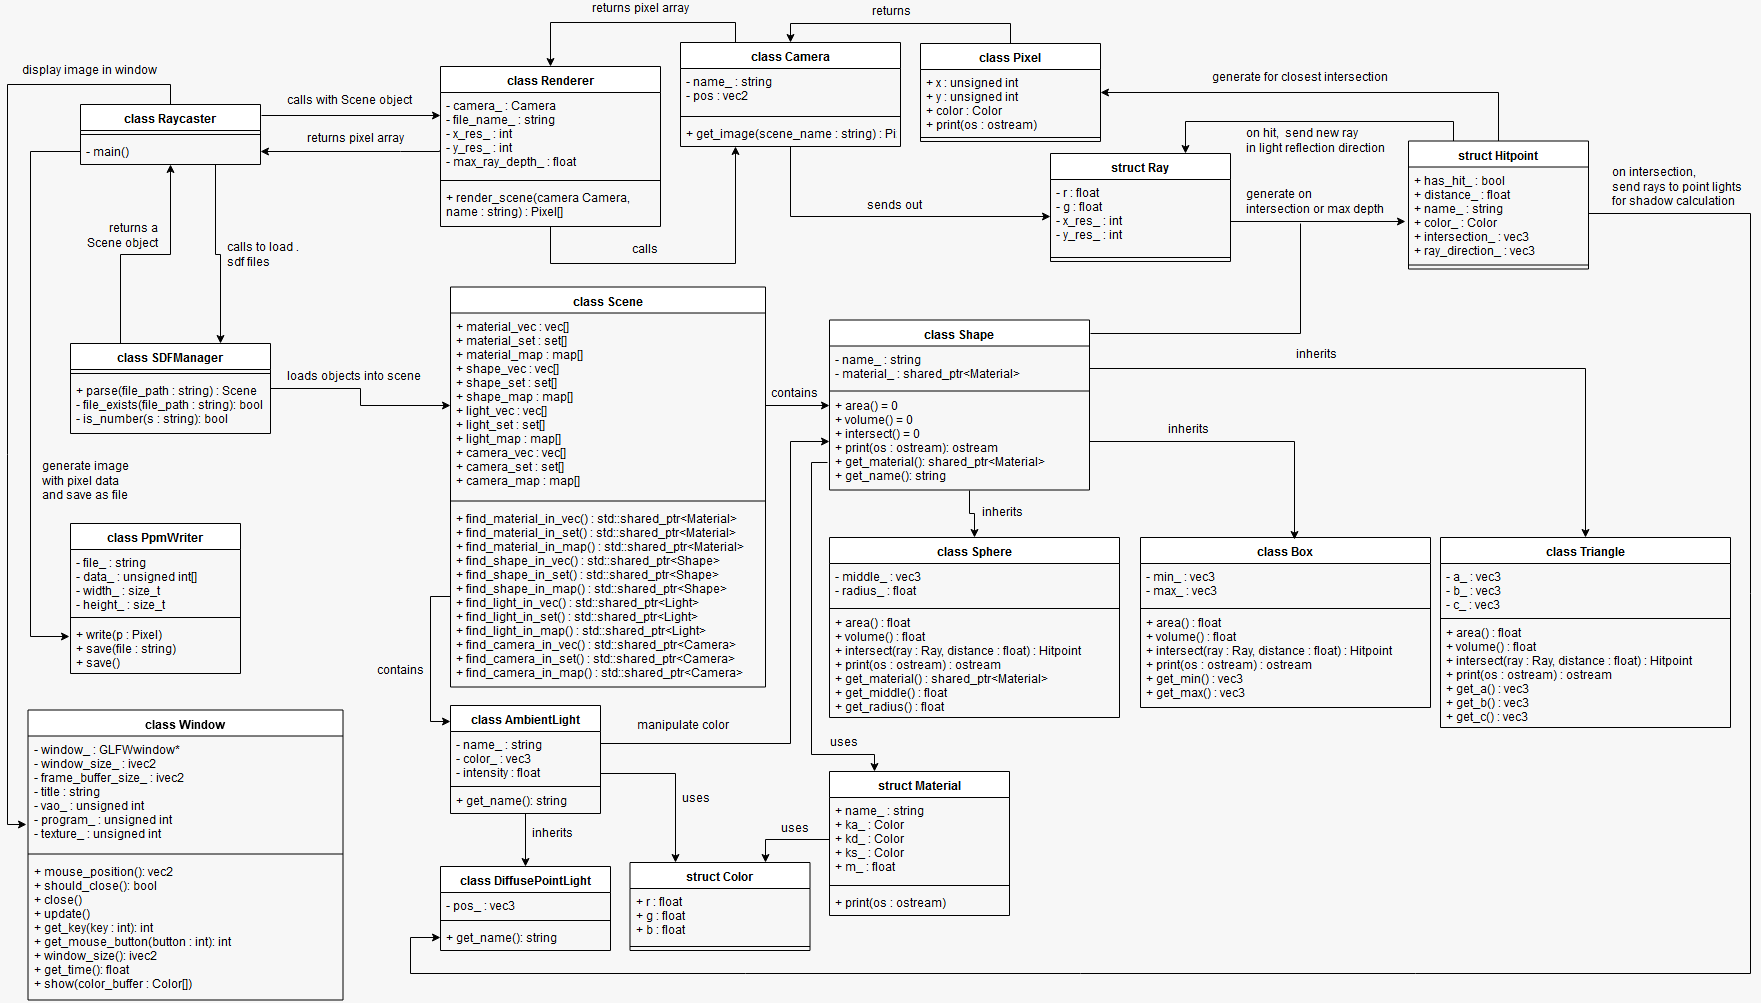 returns pixel array
returns
display image in window
calls with Scene object
returns pixel array
generate for closest intersection
on hit, send new ray
in light reflection direction
on intersection,
send rays to point lights
for shadow calculation
generate on
intersection or max depth
sends out
calls
returns a
Scene object
calls to load .
sdf files
loads objects into scene
contains
inherits
inherits
inherits
generate image
with pixel data
and save as file
contains
manipulate color
uses
inherits
uses
uses
class Raycaster
- main()
class Renderer
- camera_ : Camera
- file_name_ : string
- x_res_ : int
- y_res_ : int
- max_ray_depth_ : float
+ render_scene(camera Camera,
name : string) : Pixel[]
class Camera
- name_ : string
- pos : vec2
+ get_image(scene_name : string) : Pi
class Pixel
+ x : unsigned int
+ y : unsigned int
+ color : Color
+ print(os : ostream)
struct Ray
- r : float
- g : float
- x_res_ : int
- y_res_ : int
struct Hitpoint
+ has_hit_ : bool
+ distance_ : float
+ name_ : string
+ color_ : Color
+ intersection_ : vec3
+ ray_direction_ : vec3
class SDFManager
+ parse(file_path : string) : Scene
- file_exists(file_path : string): bool
- is_number(s : string): bool
class Scene
+ material_vec : vec[]
+ material_set : set[]
+ material_map : map[]
+ shape_vec : vec[]
+ shape_set : set[]
+ shape_map : map[]
+ light_vec : vec[]
+ light_set : set[]
+ light_map : map[]
+ camera_vec : vec[]
+ camera_set : set[]
+ camera_map : map[]
+ find_material_in_vec() : std::shared_ptr<Material>
+ find_material_in_set() : std::shared_ptr<Material>
+ find_material_in_map() : std::shared_ptr<Material>
+ find_shape_in_vec() : std::shared_ptr<Shape>
+ find_shape_in_set() : std::shared_ptr<Shape>
+ find_shape_in_map() : std::shared_ptr<Shape>
+ find_light_in_vec() : std::shared_ptr<Light>
+ find_light_in_set() : std::shared_ptr<Light>
+ find_light_in_map() : std::shared_ptr<Light>
+ find_camera_in_vec() : std::shared_ptr<Camera>
+ find_camera_in_set() : std::shared_ptr<Camera>
+ find_camera_in_map() : std::shared_ptr<Camera>
class Shape
- name_ : string
- material_ : shared_ptr<Material>
+ area() = 0
+ volume() = 0
+ intersect() = 0
+ print(os : ostream): ostream
+ get_material(): shared_ptr<Material>
+ get_name(): string
class PpmWriter
- file_ : string
- data_ : unsigned int[]
- width_ : size_t
- height_ : size_t
+ write(p : Pixel)
+ save(file : string)
+ save()
class Sphere
- middle_ : vec3
- radius_ : float
+ area() : float
+ volume() : float
+ intersect(ray : Ray, distance : float) : Hitpoint
+ print(os : ostream) : ostream
+ get_material() : shared_ptr<Material>
+ get_middle() : float
+ get_radius() : float
class Box
- min_ : vec3
- max_ : vec3
+ area() : float
+ volume() : float
+ intersect(ray : Ray, distance : float) : Hitpoint
+ print(os : ostream) : ostream
+ get_min() : vec3
+ get_max() : vec3
class Triangle
- a_ : vec3
- b_ : vec3
- c_ : vec3
+ area() : float
+ volume() : float
+ intersect(ray : Ray, distance : float) : Hitpoint
+ print(os : ostream) : ostream
+ get_a() : vec3
+ get_b() : vec3
+ get_c() : vec3
class Window
- window_ : GLFWwindow*
- window_size_ : ivec2
- frame_buffer_size_ : ivec2
- title : string
- vao_ : unsigned int
- program_ : unsigned int
- texture_ : unsigned int
+ mouse_position(): vec2
+ should_close(): bool
+ close()
+ update()
+ get_key(key : int): int
+ get_mouse_button(button : int): int
+ window_size(): ivec2
+ get_time(): float
+ show(color_buffer : Color[])
class AmbientLight
- name_ : string
- color_ : vec3
- intensity : float
+ get_name(): string
class DiffusePointLight
- pos_ : vec3
+ get_name(): string
struct Color
+ r : float
+ g : float
+ b : float
struct Material
+ name_ : string
+ ka_ : Color
+ kd_ : Color
+ ks_ : Color
+ m_ : float
+ print(os : ostream)